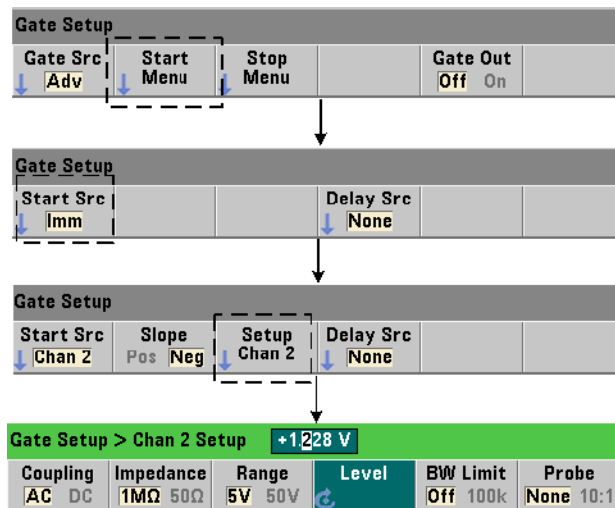 Gate Setup
Gate Src Start Stop Gate Out
Adv Menu Menu Off On
Gate Setup
Start Src Delay Src
Imm None
Gate Setup
Start Src Slope Setup Delay Src
Chan 2 Pos Neg Chan 2 None
Gate Setup > Chan 2 Setup +1.228 V
Coupling Impedance Range Level BW Limit Probe
AC DC 1MΩ 50Ω 5V 50V Off 100k None 10:1